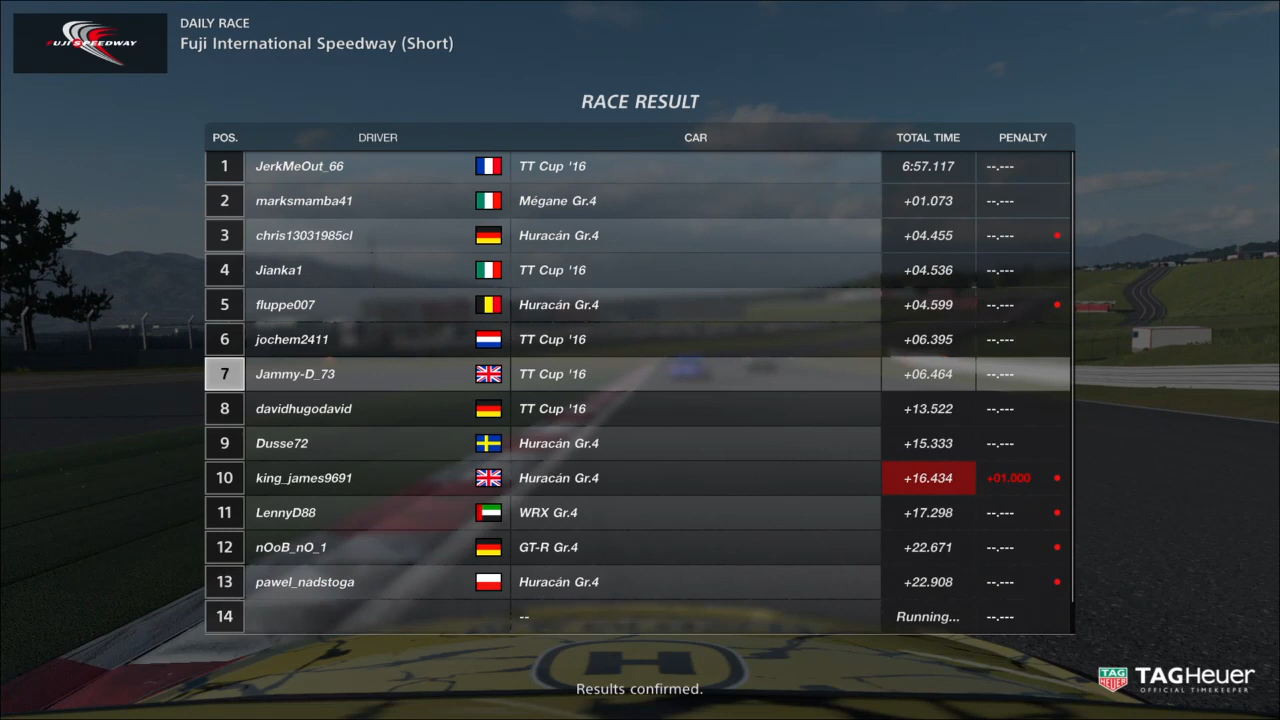 FUJI SPEEDWAY
DAILY RACE
Fuji International Speedway (Short)
RACE RESULT
POS. DRIVER CAR TOTAL TIME PENALTY
1 JerkMeOut_66 TT Cup '16 6:57.117 --.---
2 marksmamba41 Mégane Gr.4 +01.073 --.---
3 chris13031985cl Huracán Gr.4 +04.455 --.---
4 Jianka1 TT Cup '16 +04.536 --.---
5 fluppe007 Huracán Gr.4 +04.599 --.---
6 jochem2411 TT Cup '16 +06.395 --.---
7 Jammy-D_73 TT Cup '16 +06.464 --.---
8 davidhugodavid TT Cup '16 +13.522 --.---
9 Dusse72 Huracán Gr.4 +15.333 --.---
10 king_james9691 Huracán Gr.4 +16.434 +01.000
11 LennyD88 WRX Gr.4 +17.298 --.---
12 nOoB_nO_1 GT-R Gr.4 +22.671 --.---
13 pawel_nadstoga Huracán Gr.4 +22.908 --.---
14 -- Running... --.---
H
Results confirmed.
TAG HEUER
TAGHeuer
OFFICIAL TIMEKEEPER